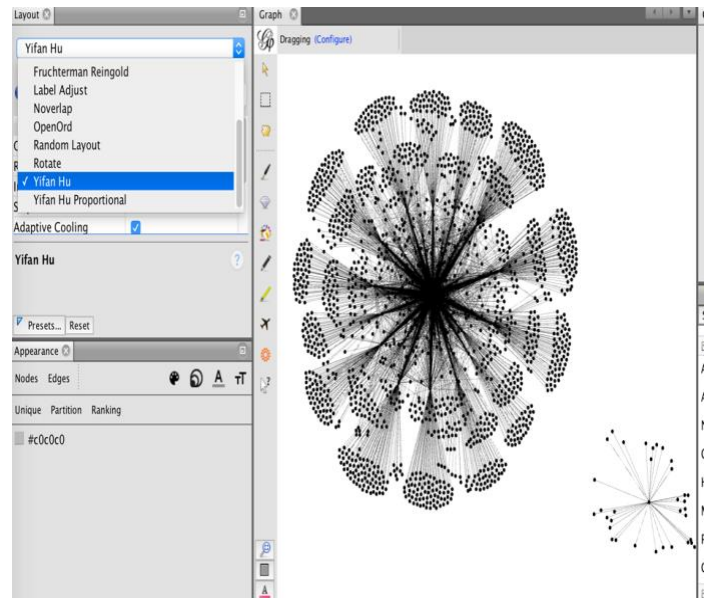 Layout
Yifan Hu
Fruchterman Reingold
Label Adjust
Noverlap
OpenOrd
Random Layout
Rotate
✓ Yifan Hu
Yifan Hu Proportional
Adaptive Cooling
Yifan Hu
?
Presets... Reset
Appearance
Nodes Edges
T
Unique Partition Ranking
#c0c0c0
Graph
Dragging (Configure)
A